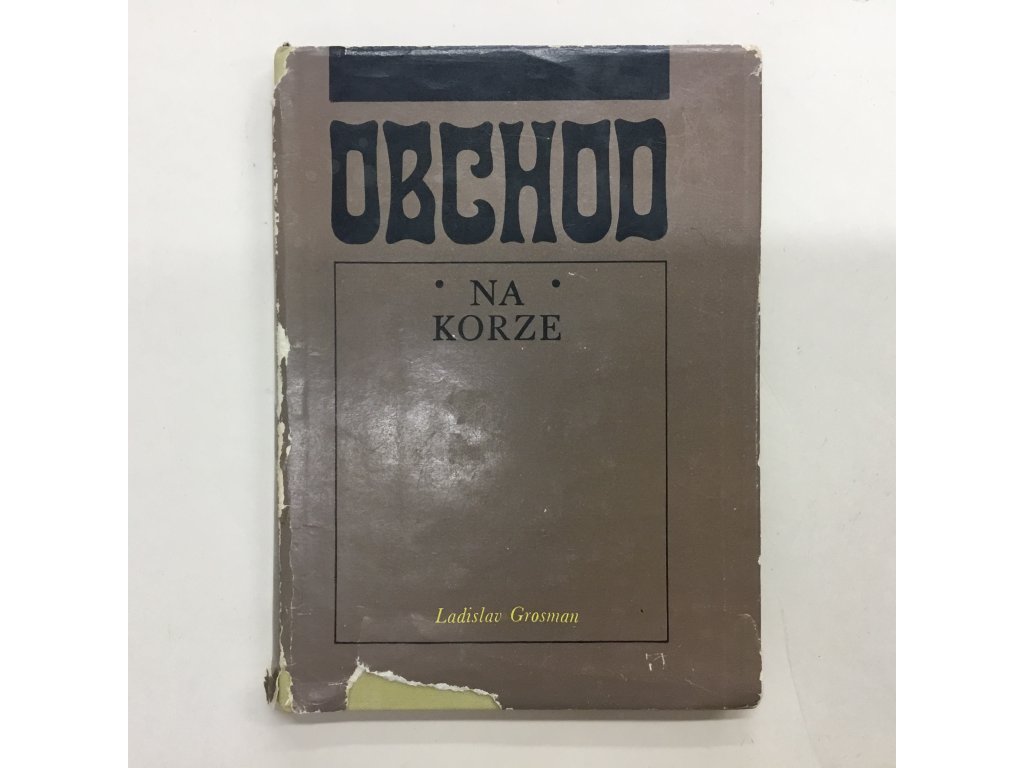 OBCHOD
• NA •
KORZE
Ladislav Grosman